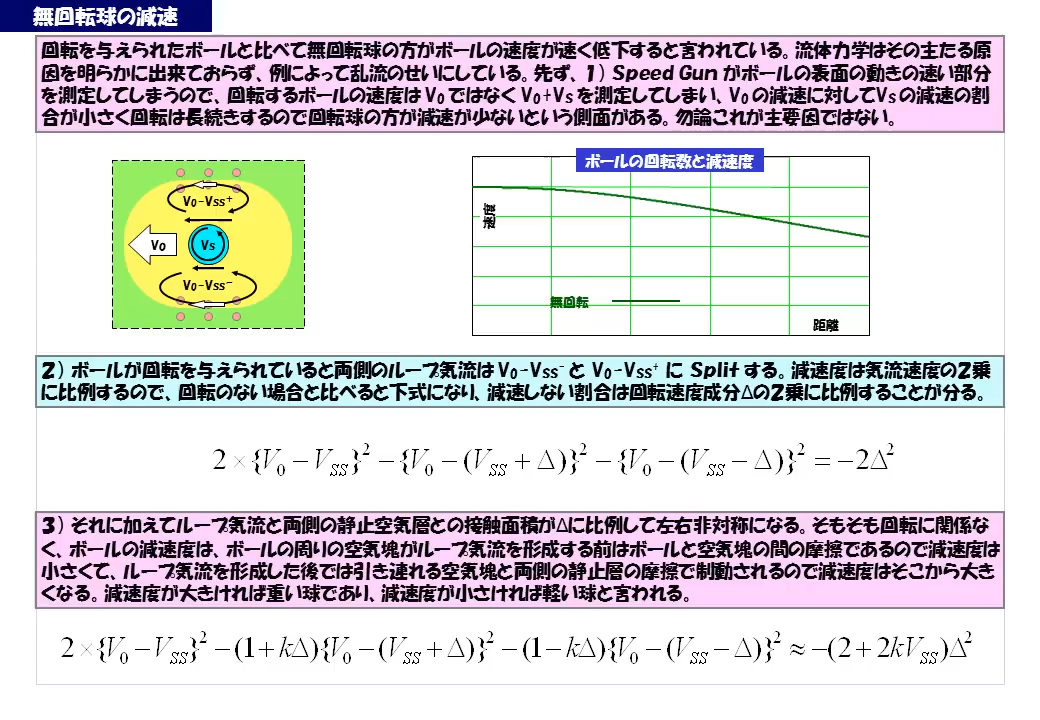 無回転球の減速
回転を与えられたボールと比べて無回転球の方がボールの速度が速く低下すると言われている。流体力学はその主たる原
因を明らかに出来ておらず、例によって乱流のせいにしている。先ず、1）Speed Gunがボールの表面の動きの速い部分
を測定してしまうので、回転するボールの速度はV₀ではなくV₀+Vsを測定してしまい、V₀の減速に対してVsの減速の割
合が小さく回転は長続きするので回転球の方が減速が少ないという側面がある。勿論これが主要因ではない。
V₀-Vss⁺
V₀
Vs
V₀-Vss⁻
ボールの回転数と減速度
速度
無回転
距離
2）ボールが回転を与えられていると両側のループ気流はV₀-Vss⁻と V₀-Vss⁺ に Splitする。減速度は気流速度の2乗
に比例するので、回転のない場合と比べると下式になり、減速しない割合は回転速度成分Δの2乗に比例することが分る。
2×{V₀−V_SS}²−{V₀−(V_SS+Δ)}²−{V₀−(V_SS−Δ)}²=−2Δ²
3）それに加えてループ気流と両側の静止空気層との接触面積がΔに比例して左右非対称になる。そもそも回転に関係な
く、ボールの減速度は、ボールの周りの空気塊がループ気流を形成する前はボールと空気塊の間の摩擦であるので減速度は
小さくて、ループ気流を形成した後では引き連れる空気塊と両側の静止層の摩擦で制動されるので減速度はそこから大き
くなる。減速度が大きければ重い球であり、減速度が小さければ軽い球と言われる。
2×{V₀−V_SS}²−(1+kΔ){V₀−(V_SS+Δ)}²−(1−kΔ){V₀−(V_SS−Δ)}²≈−(2+2kV_SS)Δ²